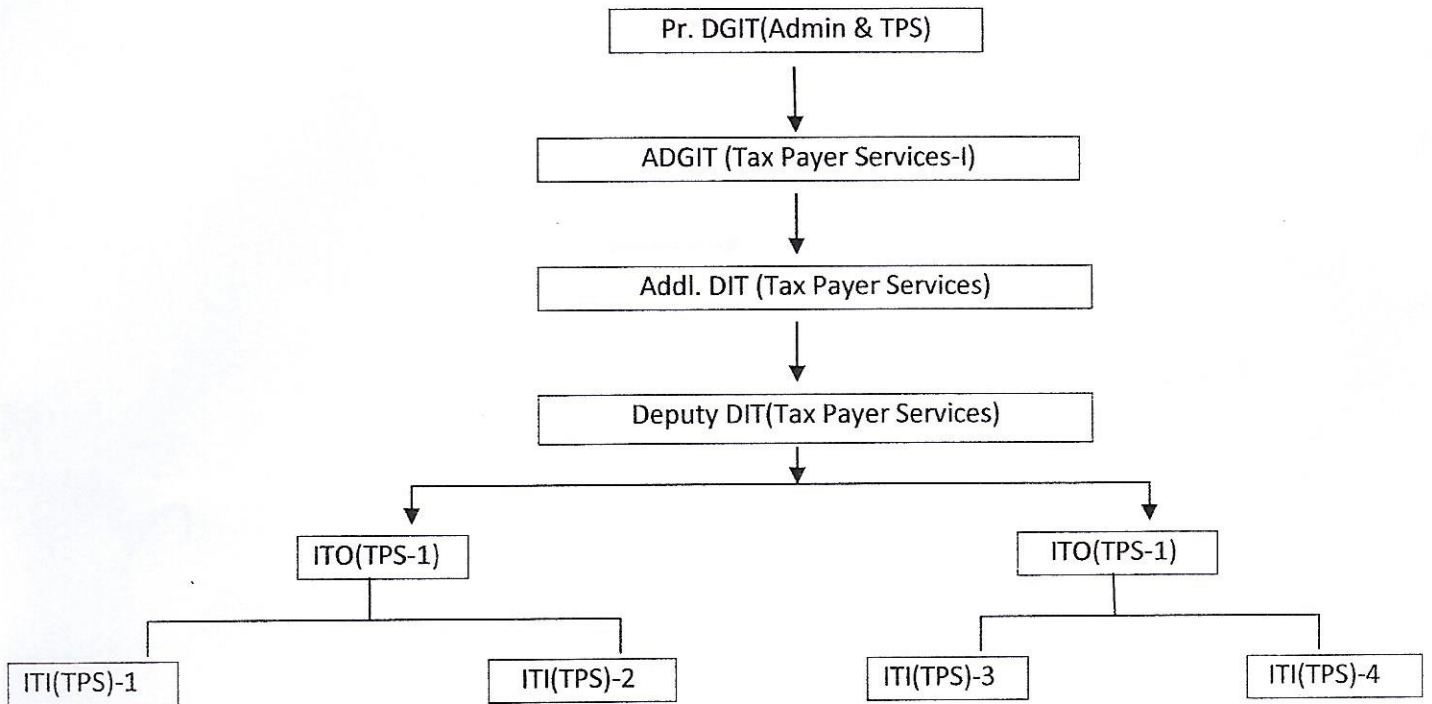 Pr. DGIT(Admin & TPS)
ADGIT (Tax Payer Services-I)
Addl. DIT (Tax Payer Services)
Deputy DIT(Tax Payer Services)
ITO(TPS-1)
ITO(TPS-1)
ITI(TPS)-1
ITI(TPS)-2
ITI(TPS)-3
ITI(TPS)-4